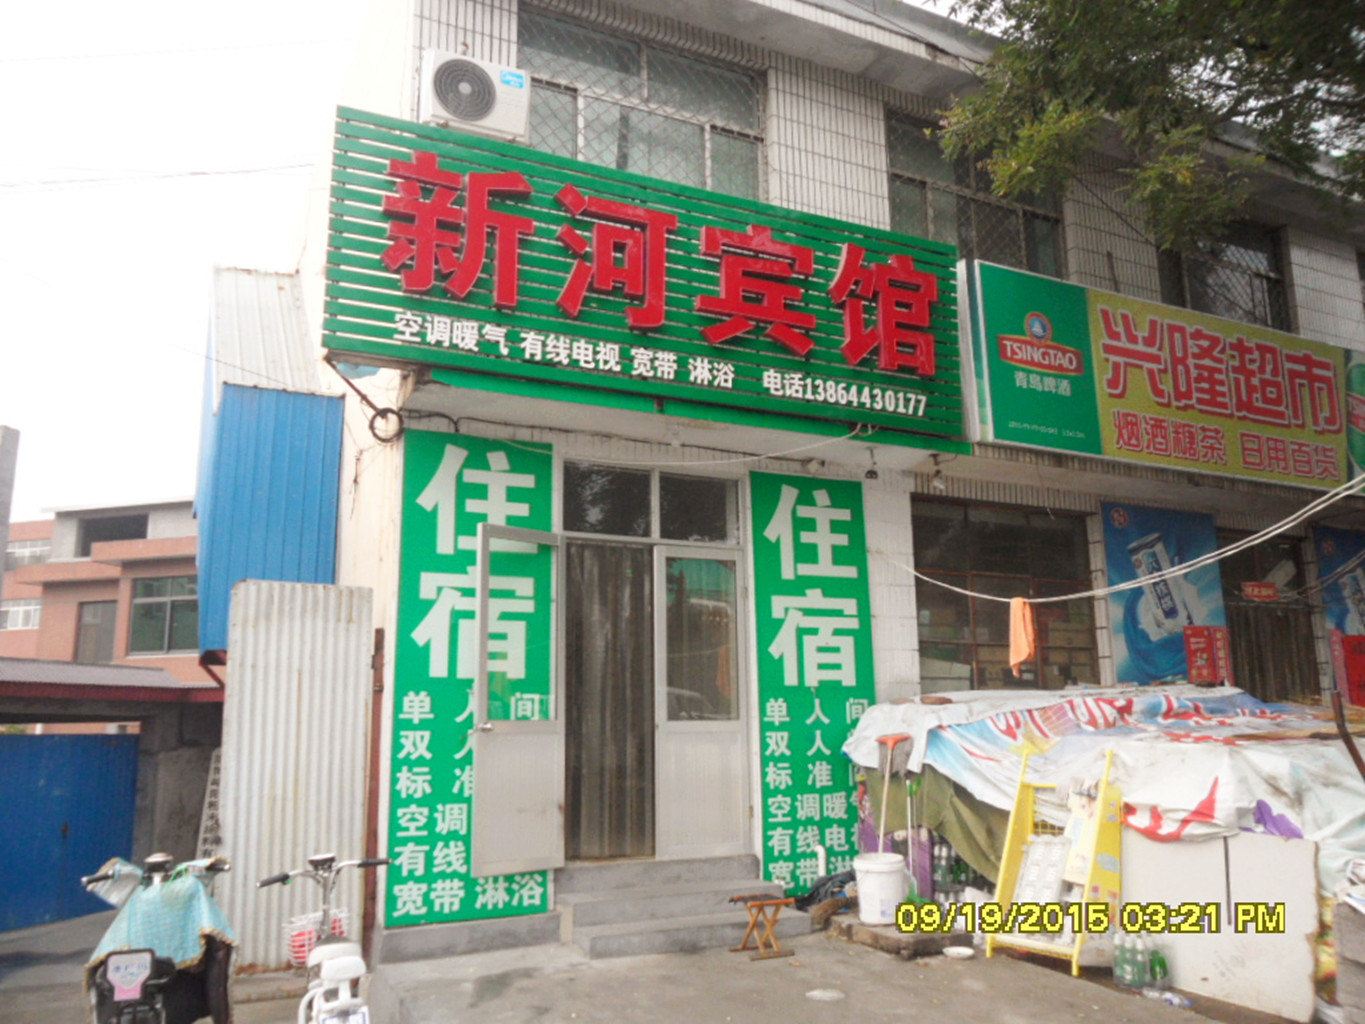 新河宾馆
空调暖气 有线电视 宽带 淋浴 电话13864430177
TSINGTAO
青岛啤酒
兴隆超市
烟酒糖茶 日用百货
住宿
单人间
双人
标准
空调
有线
宽带 淋浴
住宿
单人间
双人
标准间
空调暖气
有线电视
宽带淋
09/19/2015 03:21 PM